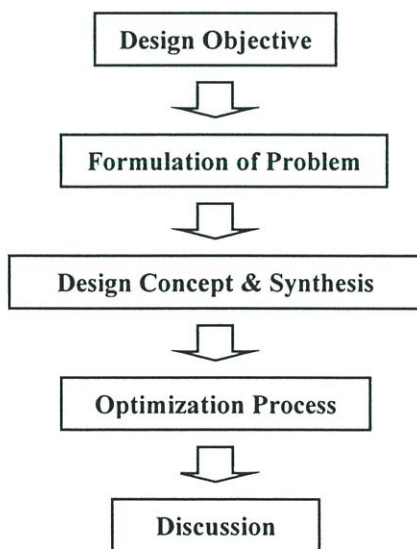 Design Objective
Formulation of Problem
Design Concept & Synthesis
Optimization Process
Discussion